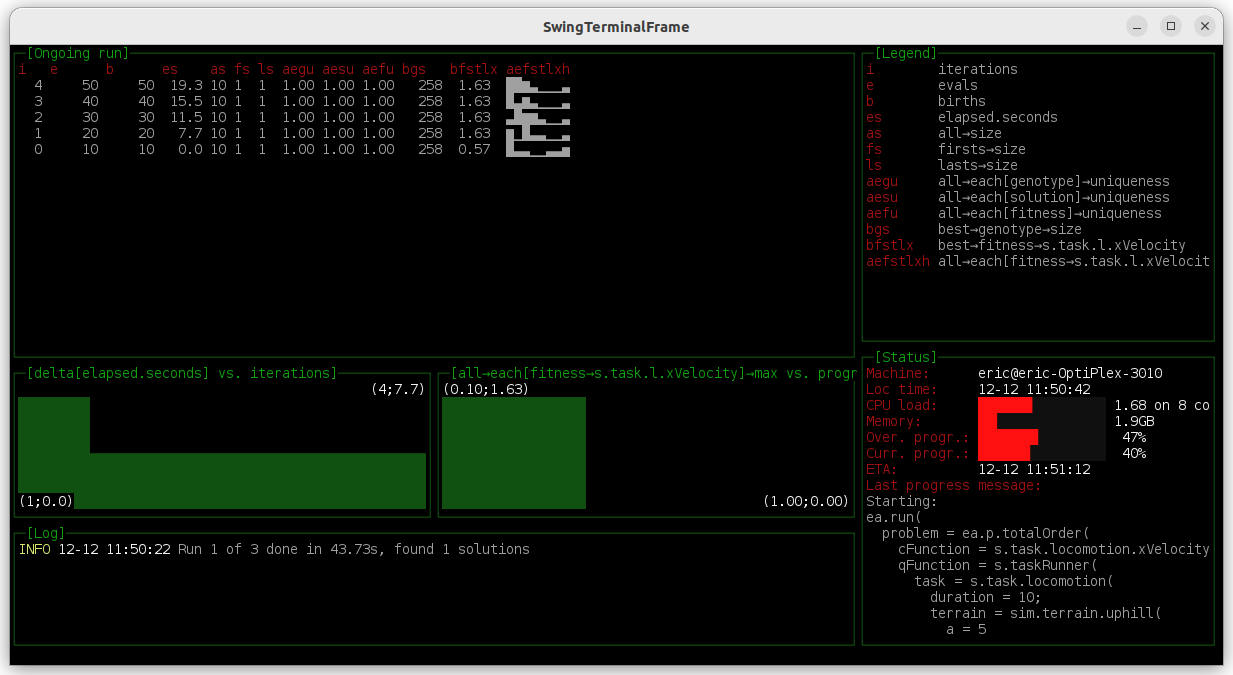 SwingTerminalFrame
[Ongoing run]
i e b es as fs ls aegu aesu aefu bgs bfstlx aefstlxh
4 50 50 19.3 10 1 1 1.00 1.00 1.00 258 1.63
3 40 40 15.5 10 1 1 1.00 1.00 1.00 258 1.63
2 30 30 11.5 10 1 1 1.00 1.00 1.00 258 1.63
1 20 20 7.7 10 1 1 1.00 1.00 1.00 258 1.63
0 10 10 0.0 10 1 1 1.00 1.00 1.00 258 0.57
[Legend]
i iterations
e evals
b births
es elapsed.seconds
as all→size
fs firsts→size
ls lasts→size
aegu all→each[genotype]→uniqueness
aesu all→each[solution]→uniqueness
aefu all→each[fitness]→uniqueness
bgs best→genotype→size
bfstlx best→fitness→s.task.l.xVelocity
aefstlxh all→each[fitness→s.task.l.xVelocit
[delta[elapsed.seconds] vs. iterations]
(4;7.7)
(1;0.0)
[all→each[fitness→s.task.l.xVelocity]→max vs. progr
(0.10;1.63)
(1.00;0.00)
[Status]
Machine: eric@eric-OptiPlex-3010
Loc time: 12-12 11:50:42
CPU load: 1.68 on 8 co
Memory: 1.9GB
Over. progr.: 47%
Curr. progr.: 40%
ETA: 12-12 11:51:12
Last progress message:
Starting:
ea.run(
problem = ea.p.totalOrder(
cFunction = s.task.locomotion.xVelocity
qFunction = s.taskRunner(
task = s.task.locomotion(
duration = 10;
terrain = sim.terrain.uphill(
a = 5
[Log]
INFO 12-12 11:50:22 Run 1 of 3 done in 43.73s, found 1 solutions